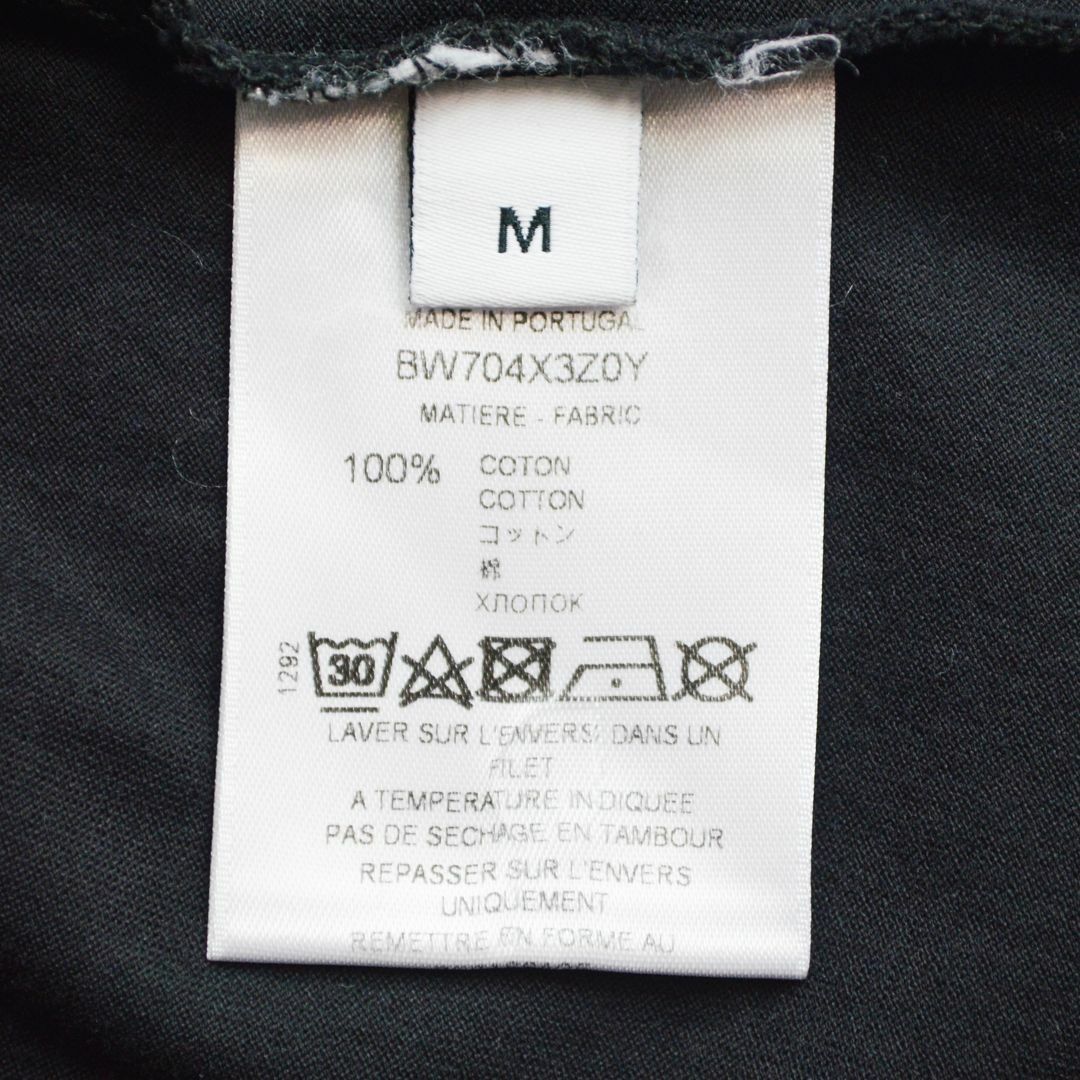 M
MADE IN PORTUGAL
BW704X3Z0Y
MATIERE - FABRIC
100% COTON
COTTON
コットン
棉
ХЛОПОК
1292
30
LAVER SUR L'ENVERS DANS UN
FILET
A TEMPERATURE INDIQUEE
PAS DE SECHAGE EN TAMBOUR
REPASSER SUR L'ENVERS
UNIQUEMENT
REMETTRE EN FORME AU